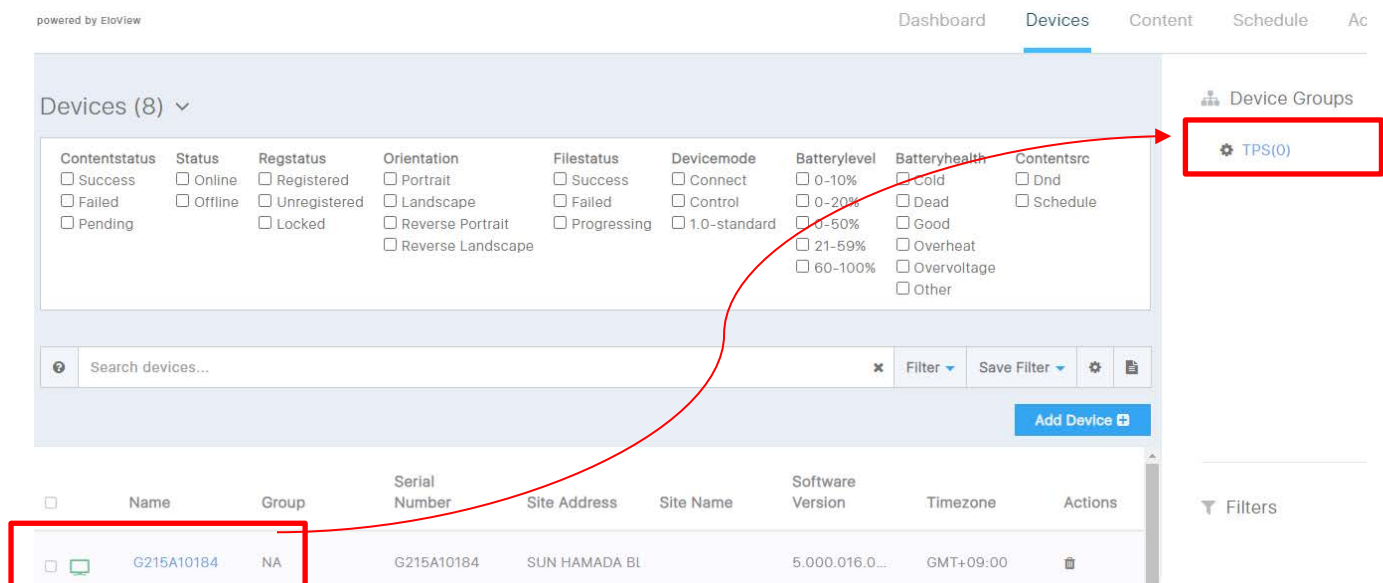 powered by EloView
Dashboard Devices Content Schedule Ac
Devices (8)
Device Groups
TPS(0)
Contentstatus Status Regstatus Orientation Filestatus Devicemode Batterylevel Batteryhealth Contentsrc
Success Online Registered Portrait Success Connect 0-10% Cold Dnd
Failed Offline Unregistered Landscape Failed Control 0-20% Dead Schedule
Pending Locked Reverse Portrait Progressing 1.0-standard 0-50% Good
Reverse Landscape 21-59% Overheat
60-100% Overvoltage
Other
Search devices... Filter Save Filter
Add Device
Name Group Serial Number Site Address Site Name Software Version Timezone Actions
Filters
G215A10184 NA G215A10184 SUN HAMADA BL 5.000.016.0... GMT+09:00